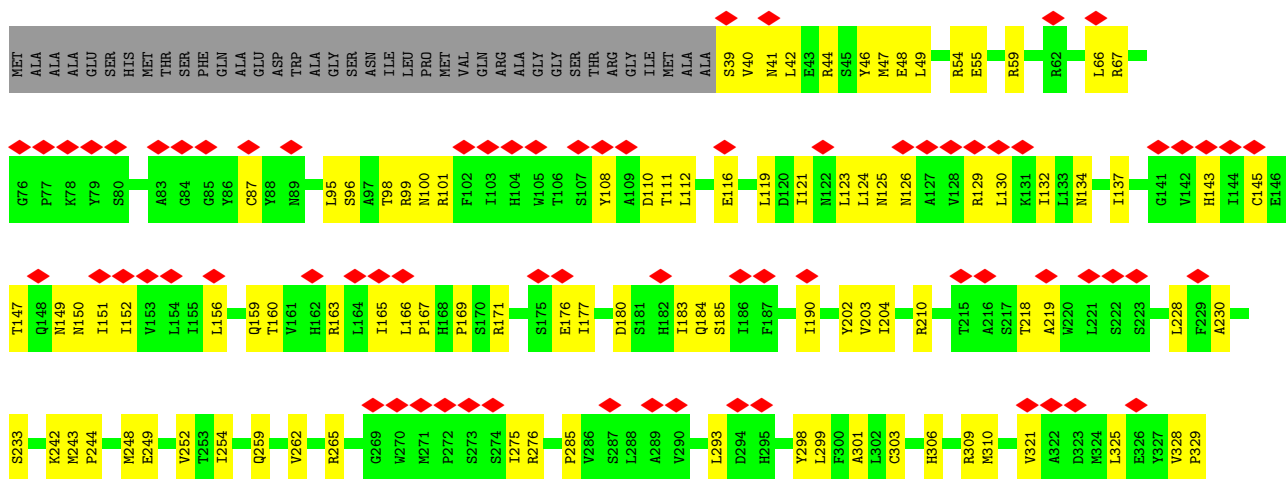 MET ALA ALA ALA GLU SER HIS MET THR SER PHE GLN ALA GLU ASP TRP ALA GLY SER ASN ILE LEU PRO MET VAL GLN ARG ALA GLY GLY SER THR ARG GLY ILE MET ALA ALA S39 V40 N41 L42 E43 R44 S45 Y46 M47 E48 L49 R54 E55 R59 R62 L66 R67
G76 P77 K78 Y79 S80 A83 G84 G85 Y86 C87 Y88 N89 L95 S96 A97 T98 R99 N100 R101 F102 I103 H104 W105 T106 S107 Y108 A109 D110 T111 L112 E116 L119 D120 I121 N122 L123 L124 N125 N126 A127 V128 R129 L130 K131 I132 L133 N134 I137 G141 V142 H143 I144 C145 E146
T147 Q148 N149 N150 I151 I152 V153 L154 I155 L156 Q159 T160 V161 H162 R163 L164 I165 L166 P167 H168 P169 S170 R171 S175 E176 I177 D180 S181 H182 I183 Q184 S185 I186 F187 I190 Y202 V203 I204 R210 T215 A216 S217 T218 A219 W220 L221 S222 S223 L228 F229 A230
S233 K242 M243 P244 M248 E249 V252 T253 I254 Q259 V262 R265 G269 W270 M271 P272 S273 S274 I275 R276 P285 V286 S287 L288 A289 V290 L293 D294 H295 Y298 L299 F300 A301 L302 C303 H306 R309 M310 V321 A322 D323 M324 L325 E326 Y327 V328 P329